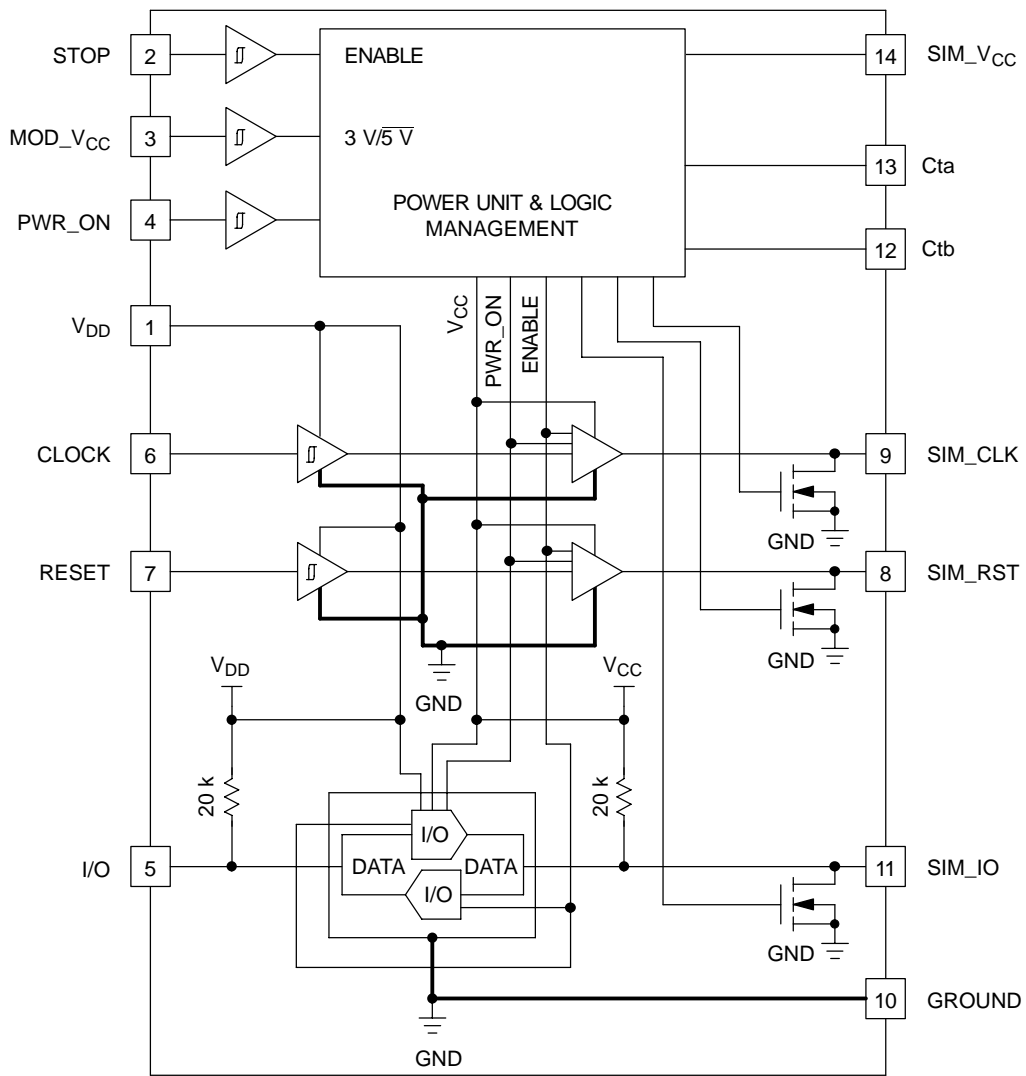 STOP 2 ENABLE 14 SIM_VCC
MOD_VCC 3 3 V/5 V 13 Cta
POWER UNIT & LOGIC
MANAGEMENT
PWR_ON 4 12 Ctb
VCC
PWR_ON
ENABLE
VDD 1
CLOCK 6 9 SIM_CLK
GND
RESET 7 8 SIM_RST
GND
VDD GND VCC
20 k 20 k
I/O
I/O 5 DATA DATA 11 SIM_IO
I/O
GND
10 GROUND
GND